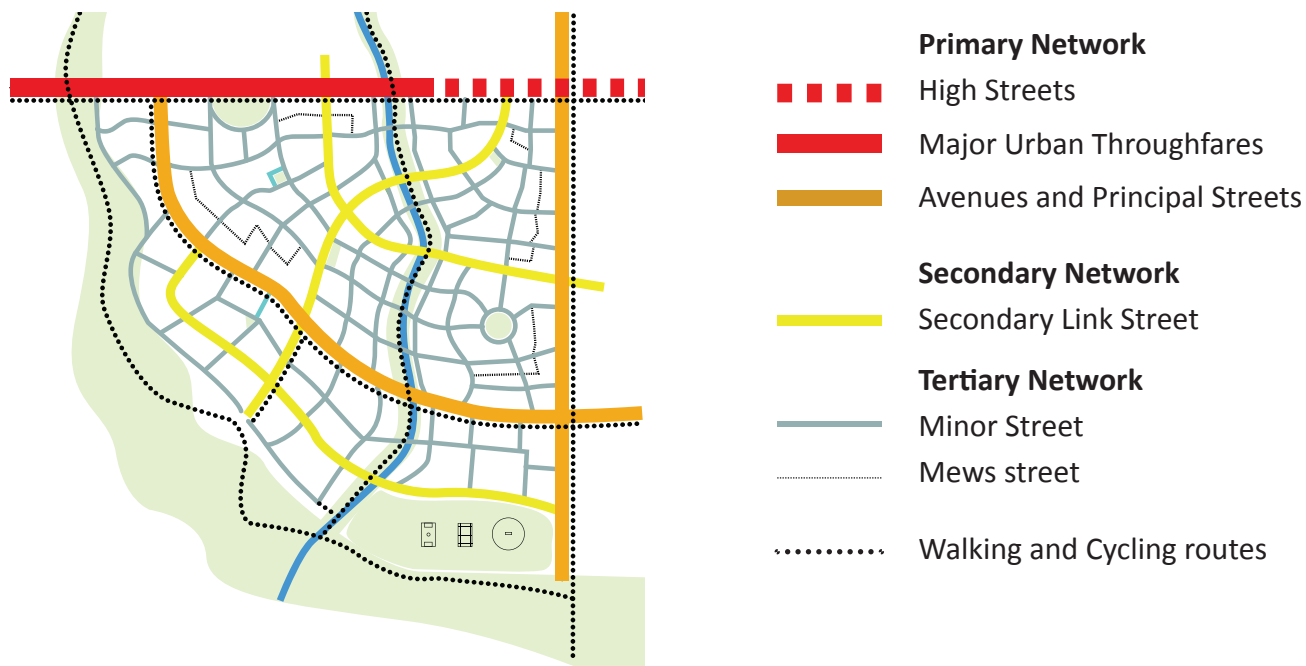 Primary Network
High Streets
Major Urban Throughfares
Avenues and Principal Streets
Secondary Network
Secondary Link Street
Tertiary Network
Minor Street
Mews street
Walking and Cycling routes